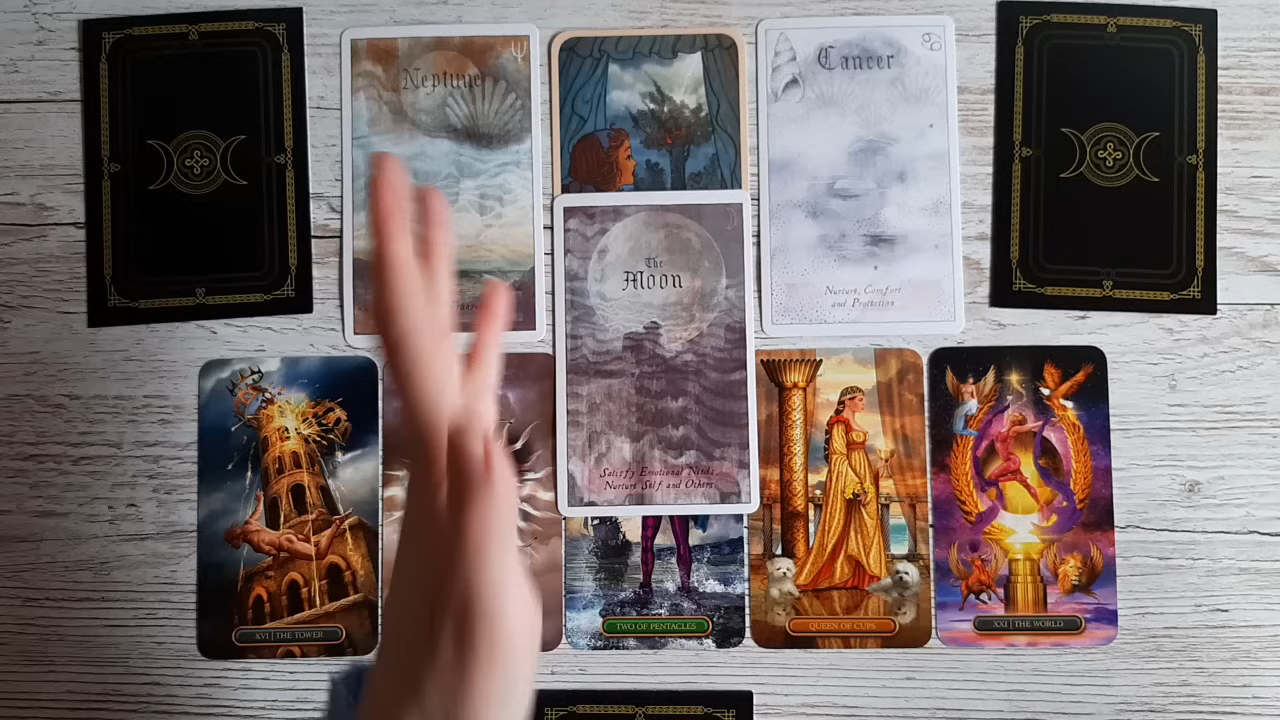 Neptune
Cancer
The
Moon
Nurture, Comfort
and Protection
Satisfy Emotional Needs,
Nurture Self and Others
XVI | THE TOWER
TWO OF PENTACLES
QUEEN OF CUPS
XXI | THE WORLD